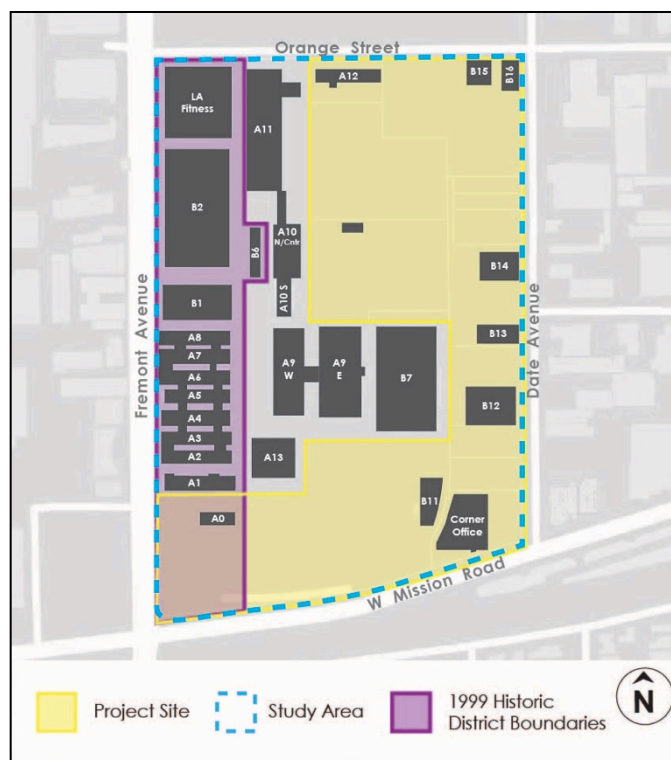 Orange Street
LA
Fitness
A11
A12
B15
B16
B2
B6
A10
N/Cntr
A10 S
B14
B1
A8
A7
A6
A5
A4
A3
A2
A1
A9
W
A9
E
B7
B13
B12
A13
B11
Corner
Office
A0
Fremont Avenue
Date Avenue
W Mission Road
Project Site
Study Area
1999 Historic
District Boundaries
N